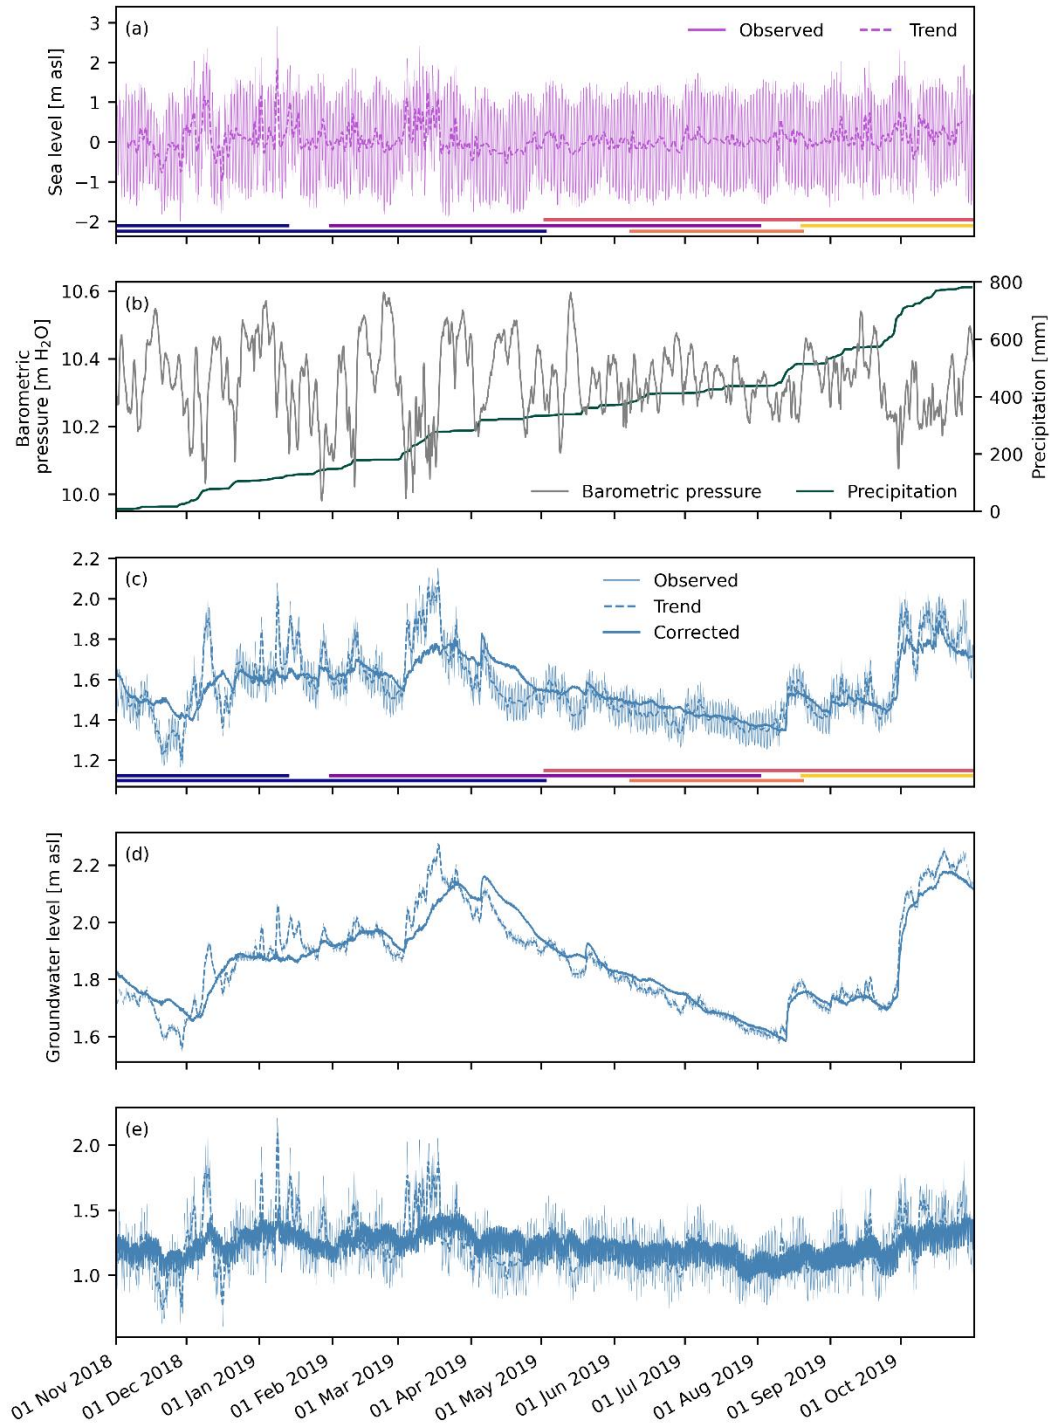 (a)
Observed
Trend
3
2
1
0
−1
−2
Sea level [m asl]
(b)
10.6
10.4
10.2
10.0
Barometric
pressure [m H₂O]
800
600
400
200
0
Precipitation [mm]
Barometric pressure
Precipitation
(c)
Observed
Trend
Corrected
2.2
2.0
1.8
1.6
1.4
1.2
(d)
2.2
2.0
1.8
1.6
Groundwater level [m asl]
(e)
2.0
1.5
1.0
01 Nov 2018
01 Dec 2018
01 Jan 2019
01 Feb 2019
01 Mar 2019
01 Apr 2019
01 May 2019
01 Jun 2019
01 Jul 2019
01 Aug 2019
01 Sep 2019
01 Oct 2019